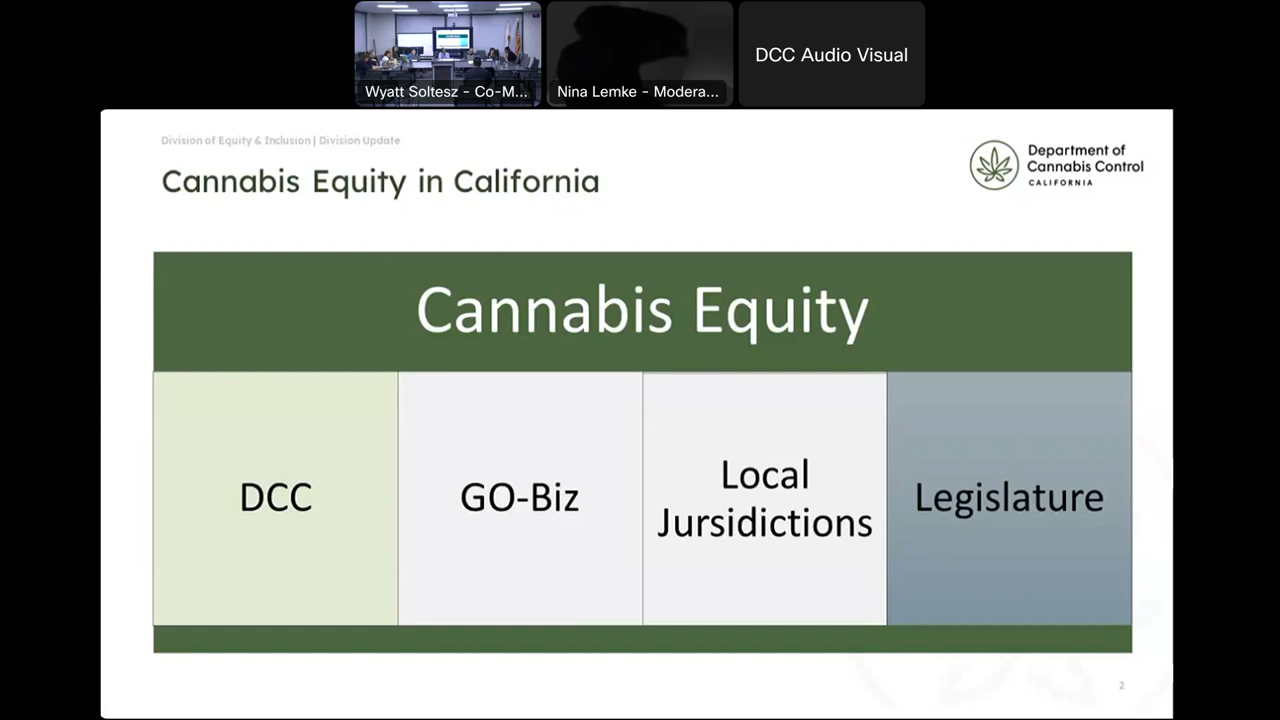 Wyatt Soltesz - Co-M...
Nina Lemke - Modera...
DCC Audio Visual
Division of Equity & Inclusion | Division Update
Cannabis Equity in California
Department of
Cannabis Control
CALIFORNIA
Cannabis Equity
DCC
GO-Biz
Local
Jursidictions
Legislature
2